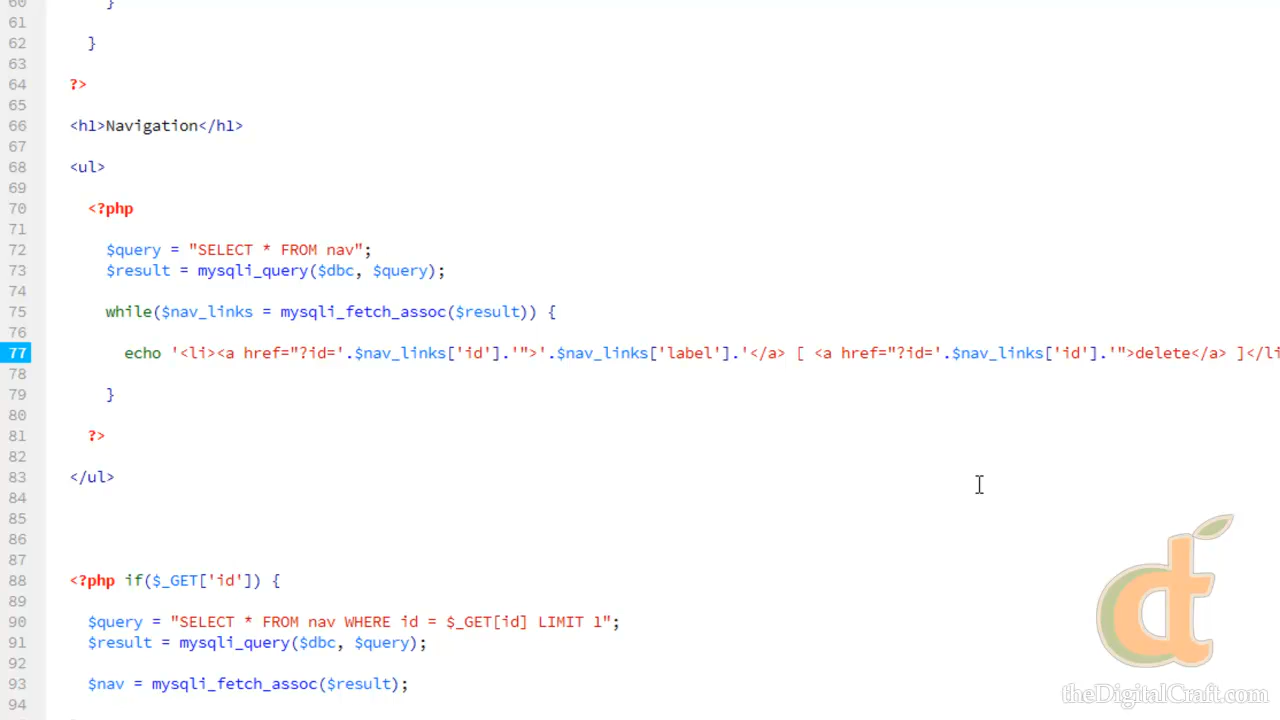 60 }
61
62 }
63
64 ?>
65
66 <h1>Navigation</h1>
67
68 <ul>
69
70 <?php
71
72 $query = "SELECT * FROM nav";
73 $result = mysqli_query($dbc, $query);
74
75 while($nav_links = mysqli_fetch_assoc($result)) {
76
77 echo '<li><a href="?id='.$nav_links['id'].'">'.$nav_links['label'].'</a> [ <a href="?id='.$nav_links['id'].'">delete</a> ]</li
78
79 }
80
81 ?>
82
83 </ul>
84
85
86
87
88 <?php if($_GET['id']) {
89
90 $query = "SELECT * FROM nav WHERE id = $_GET[id] LIMIT 1";
91 $result = mysqli_query($dbc, $query);
92
93 $nav = mysqli_fetch_assoc($result);
94
dt
theDigitalCraft.com